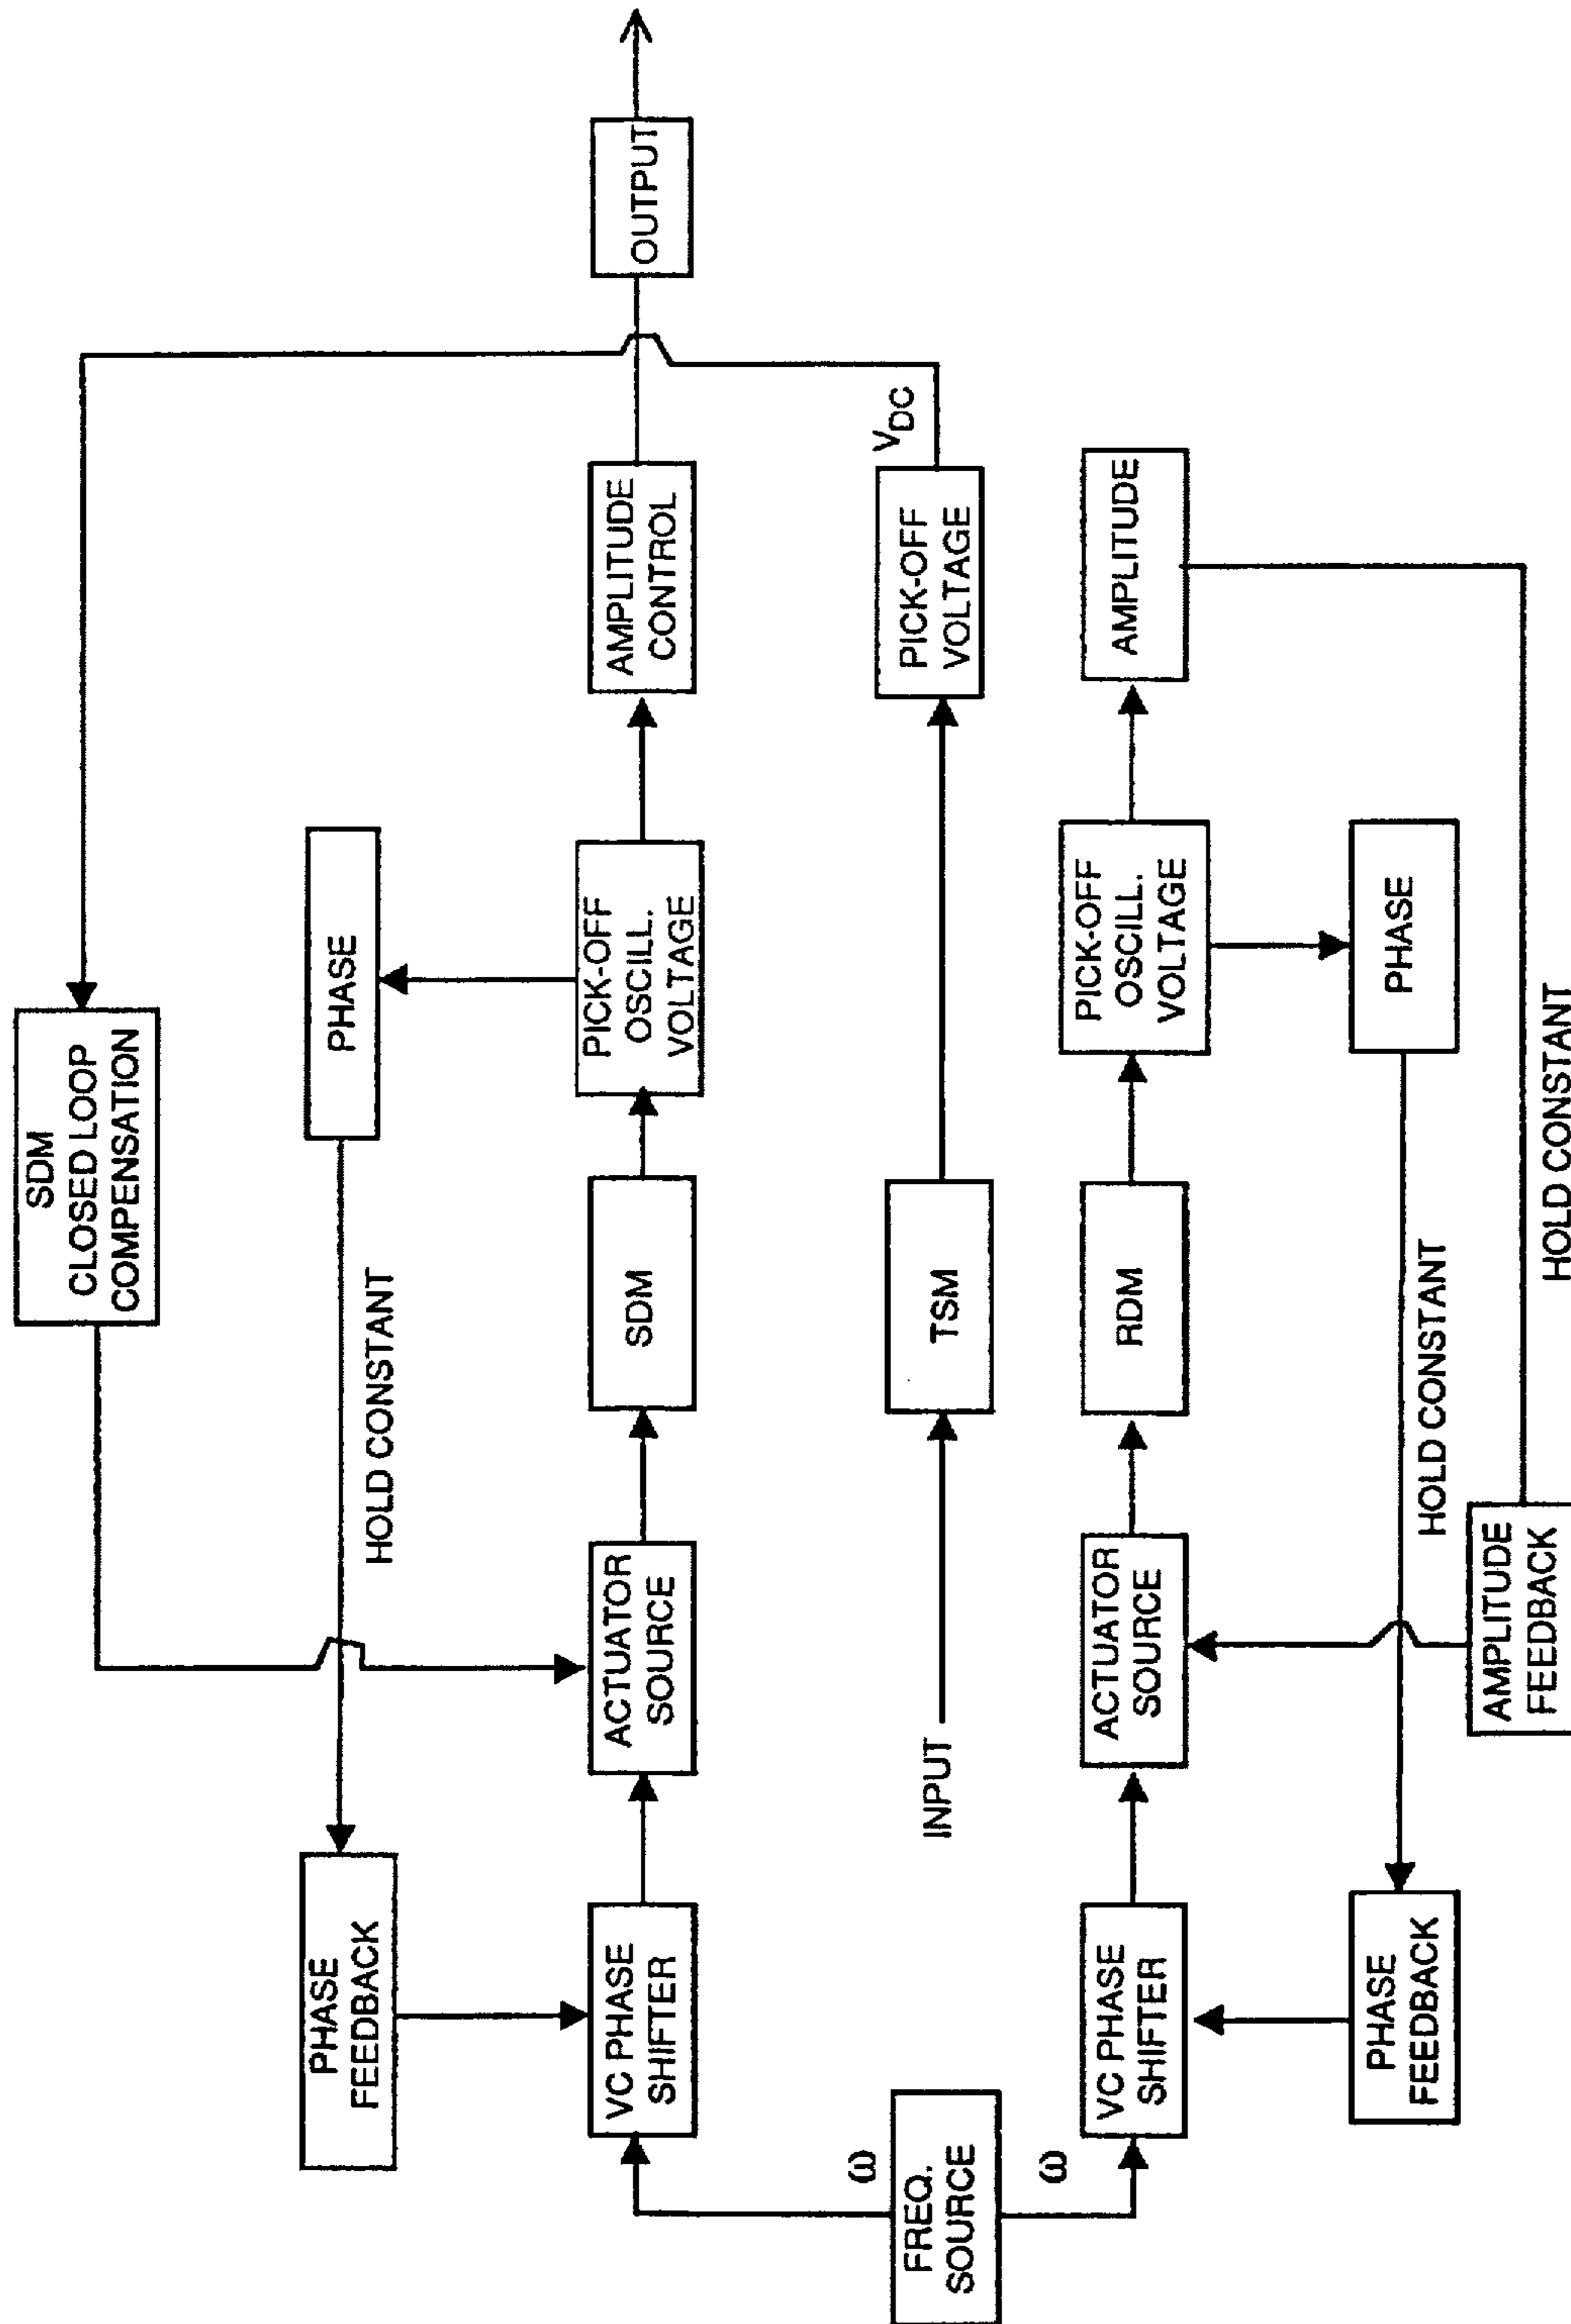 SDM
CLOSED LOOP
COMPENSATION
PHASE
FEEDBACK
HOLD CONSTANT
PHASE
VC PHASE
SHIFTER
ACTUATOR
SOURCE
SDM
PICK-OFF
OSCILL.
VOLTAGE
AMPLITUDE
CONTROL
OUTPUT
ω
FREQ.
SOURCE
ω
INPUT
TSM
PICK-OFF
VOLTAGE
VDC
VC PHASE
SHIFTER
ACTUATOR
SOURCE
RDM
PICK-OFF
OSCILL.
VOLTAGE
AMPLITUDE
PHASE
FEEDBACK
HOLD CONSTANT
PHASE
AMPLITUDE
FEEDBACK
HOLD CONSTANT